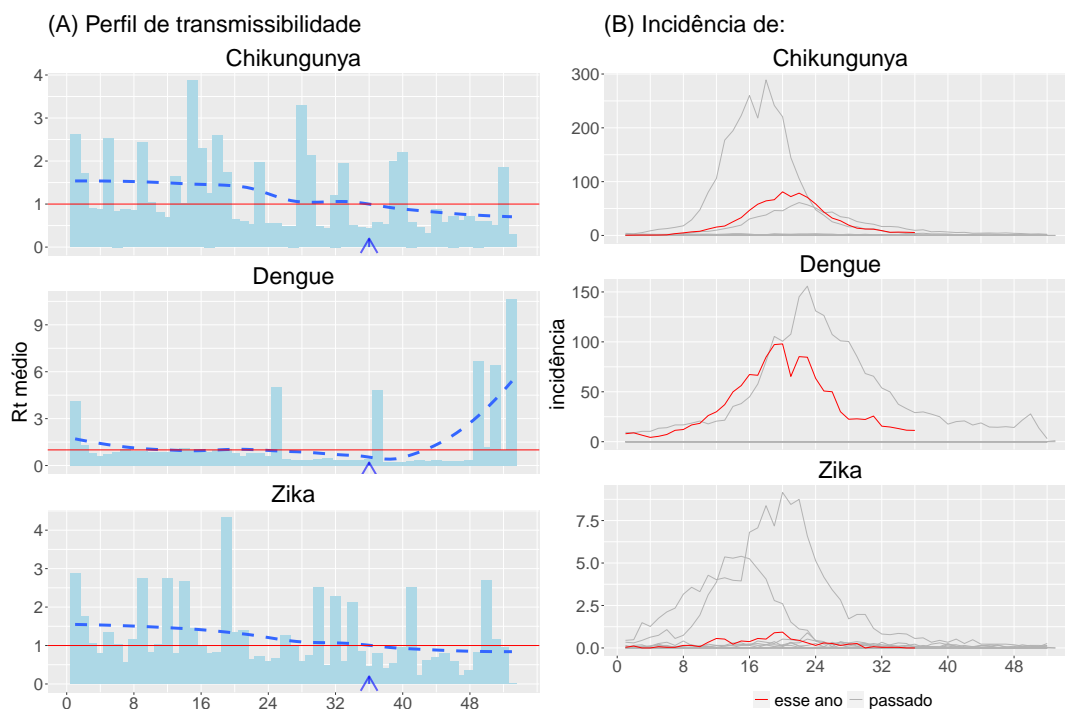 (A) Perfil de transmissibilidade
Chikungunya
4
3
2
1
0
Dengue
9
6
3
0
Rt médio
Zika
4
3
2
1
0
0 8 16 24 32 40 48
(B) Incidência de:
Chikungunya
300
200
100
0
Dengue
150
100
50
0
incidência
Zika
7.5
5.0
2.5
0.0
0 8 16 24 32 40 48
esse ano passado